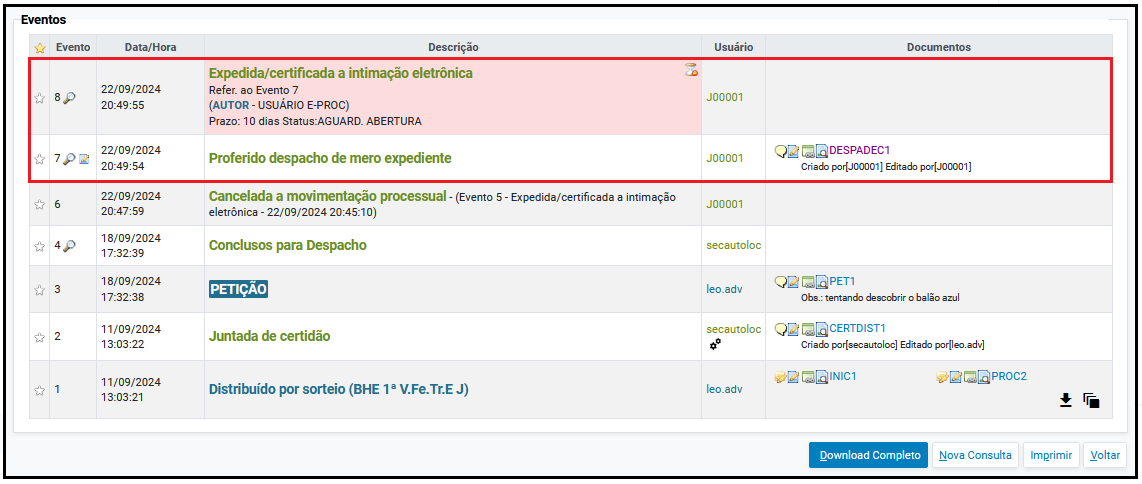 Eventos
Evento Data/Hora Descrição Usuário Documentos
8 22/09/2024 20:49:55
Expedida/certificada a intimação eletrônica
Refer. ao Evento 7
(AUTOR - USUÁRIO E-PROC)
Prazo: 10 dias Status:AGUARD. ABERTURA
J00001
7 22/09/2024 20:49:54
Proferido despacho de mero expediente
J00001
DESPADEC1
Criado por[J00001] Editado por[J00001]
6 22/09/2024 20:47:59
Cancelada a movimentação processual - (Evento 5 - Expedida/certificada a intimação
eletrônica - 22/09/2024 20:45:10)
J00001
4 18/09/2024 17:32:39
Conclusos para Despacho
secautoloc
3 18/09/2024 17:32:38
PETIÇÃO
leo.adv
PET1
Obs.: tentando descobrir o balão azul
2 11/09/2024 13:03:22
Juntada de certidão
secautoloc
CERTDIST1
Criado por[secautoloc] Editado por[leo.adv]
1 11/09/2024 13:03:21
Distribuído por sorteio (BHE 1ª V.Fe.Tr.E J)
leo.adv
INIC1 PROC2
Download Completo Nova Consulta Imprimir Voltar